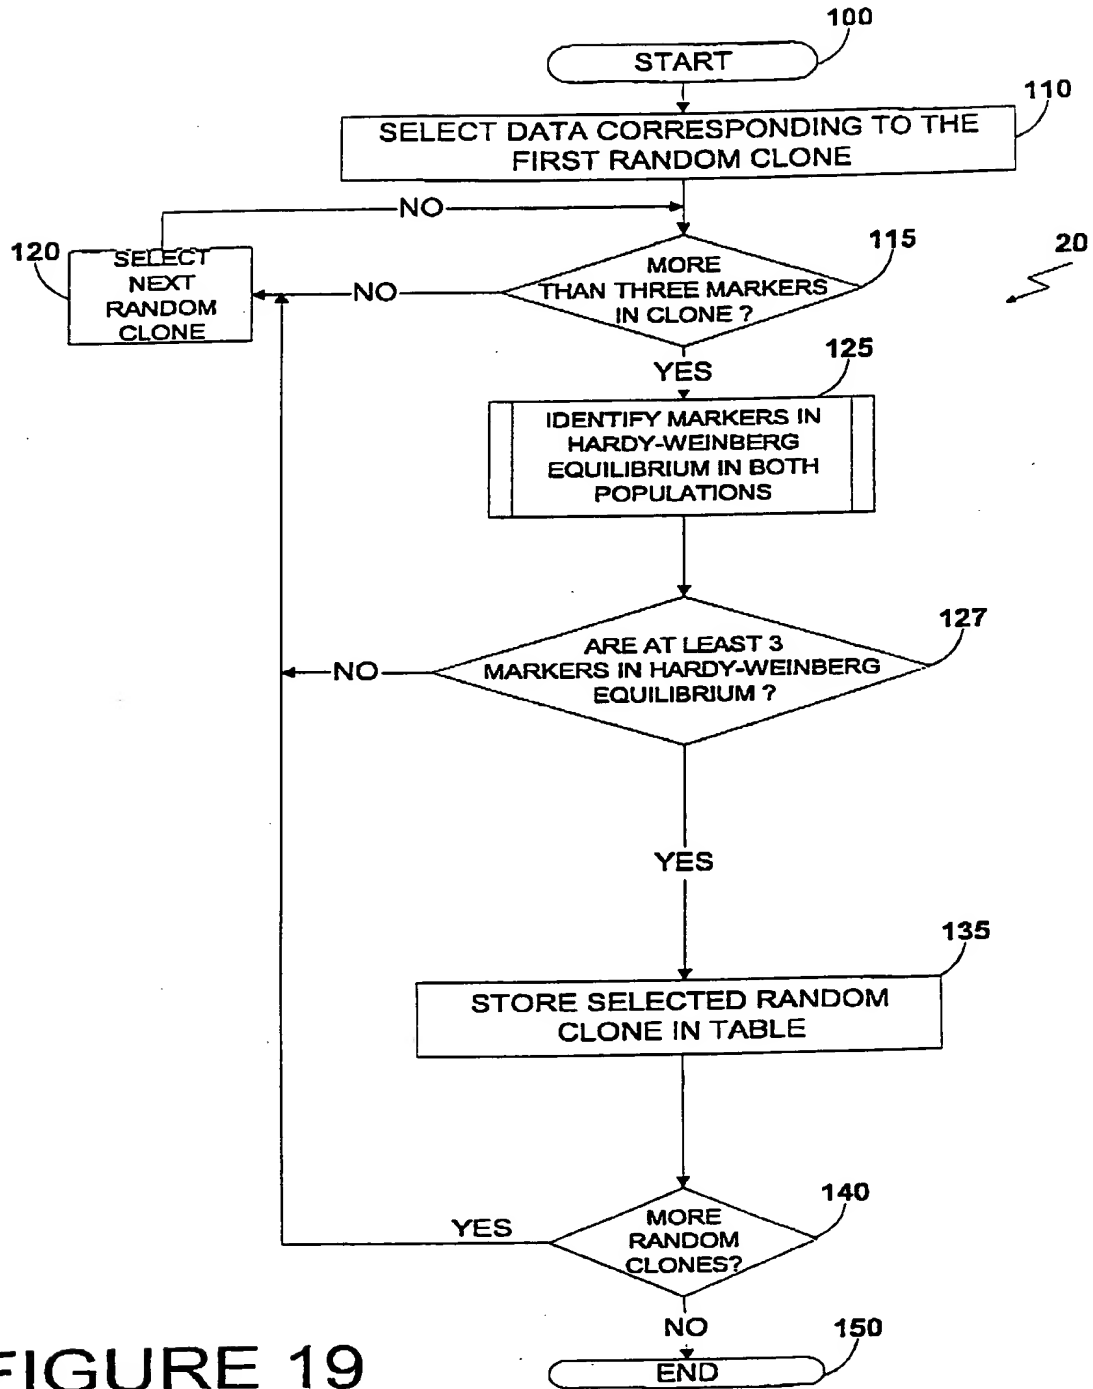 100
START
110
SELECT DATA CORRESPONDING TO THE
FIRST RANDOM CLONE
NO
120
SELECT
NEXT
RANDOM
CLONE
NO
115
MORE
THAN THREE MARKERS
IN CLONE ?
20
YES
125
IDENTIFY MARKERS IN
HARDY-WEINBERG
EQUILIBRIUM IN BOTH
POPULATIONS
127
ARE AT LEAST 3
MARKERS IN HARDY-WEINBERG
EQUILIBRIUM ?
NO
YES
135
STORE SELECTED RANDOM
CLONE IN TABLE
140
MORE
RANDOM
CLONES?
YES
NO
150
END
FIGURE 19